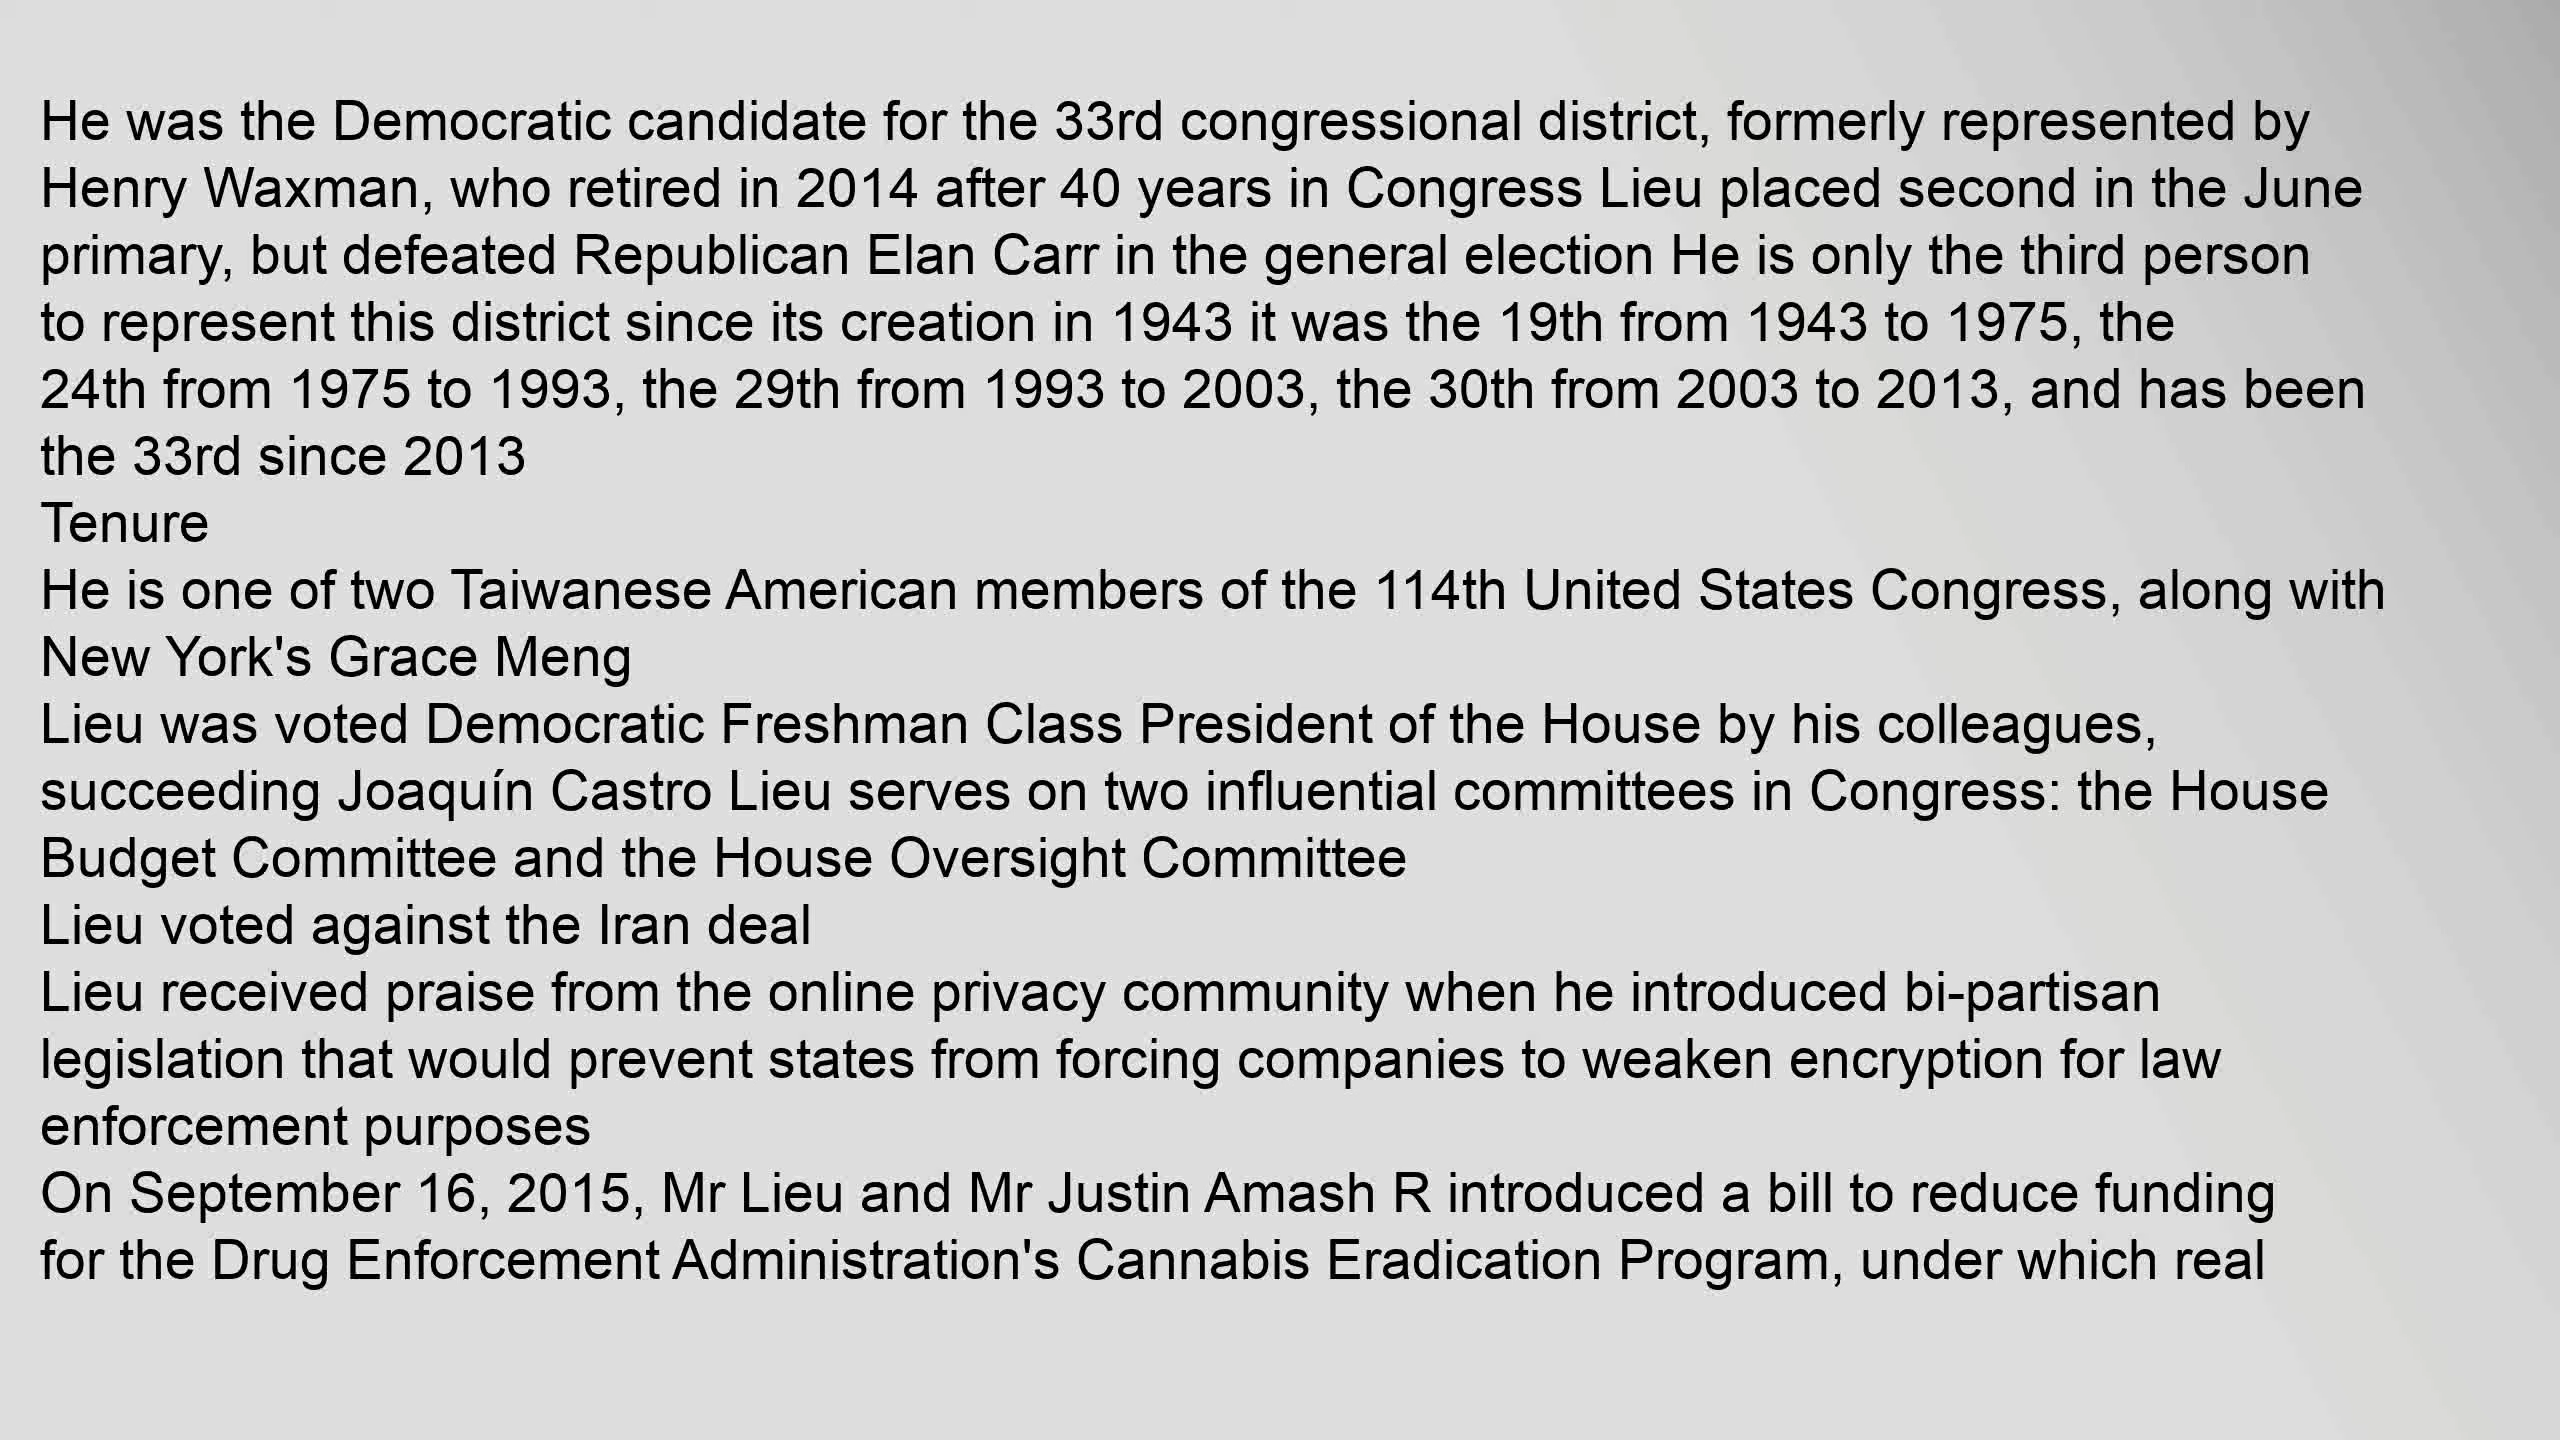 He was the Democratic candidate for the 33rd congressional district, formerly represented by
Henry Waxman, who retired in 2014 after 40 years in Congress Lieu placed second in the June
primary, but defeated Republican Elan Carr in the general election He is only the third person
to represent this district since its creation in 1943 it was the 19th from 1943 to 1975, the
24th from 1975 to 1993, the 29th from 1993 to 2003, the 30th from 2003 to 2013, and has been
the 33rd since 2013
Tenure
He is one of two Taiwanese American members of the 114th United States Congress, along with
New York's Grace Meng
Lieu was voted Democratic Freshman Class President of the House by his colleagues,
succeeding Joaquín Castro Lieu serves on two influential committees in Congress: the House
Budget Committee and the House Oversight Committee
Lieu voted against the Iran deal
Lieu received praise from the online privacy community when he introduced bi-partisan
legislation that would prevent states from forcing companies to weaken encryption for law
enforcement purposes
On September 16, 2015, Mr Lieu and Mr Justin Amash R introduced a bill to reduce funding
for the Drug Enforcement Administration's Cannabis Eradication Program, under which real